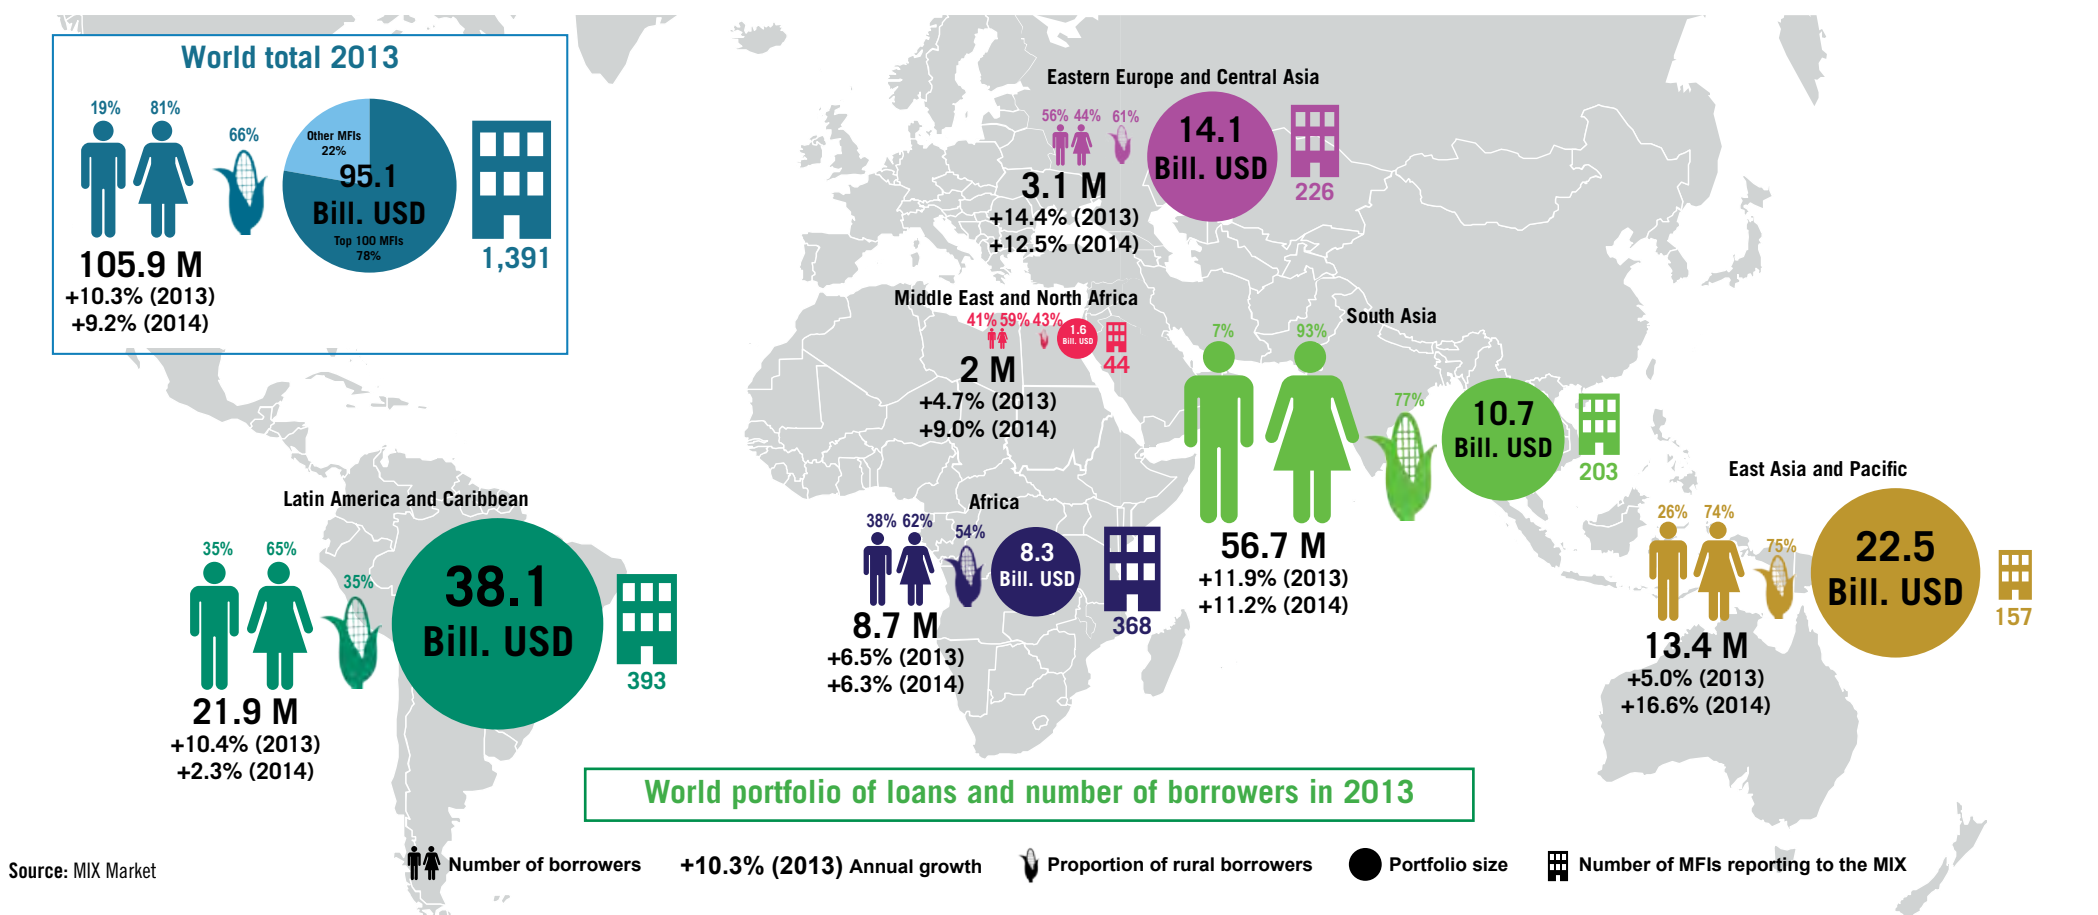 World total 2013
19% 81%
66%
Other MFIs
22%
95.1
Bill. USD
Top 100 MFIs
78%
1,391
105.9 M
+10.3% (2013)
+9.2% (2014)
Eastern Europe and Central Asia
56% 44% 61%
14.1
Bill. USD
226
3.1 M
+14.4% (2013)
+12.5% (2014)
Middle East and North Africa
41% 59% 43%
1.6
Bill. USD
44
2 M
+4.7% (2013)
+9.0% (2014)
South Asia
7% 93%
77%
10.7
Bill. USD
203
56.7 M
+11.9% (2013)
+11.2% (2014)
East Asia and Pacific
26% 74%
75%
22.5
Bill. USD
157
13.4 M
+5.0% (2013)
+16.6% (2014)
Latin America and Caribbean
35% 65%
35%
38.1
Bill. USD
393
21.9 M
+10.4% (2013)
+2.3% (2014)
Africa
38% 62%
54%
8.3
Bill. USD
368
8.7 M
+6.5% (2013)
+6.3% (2014)
World portfolio of loans and number of borrowers in 2013
Number of borrowers
+10.3% (2013) Annual growth
Proportion of rural borrowers
Portfolio size
Number of MFIs reporting to the MIX
Source: MIX Market